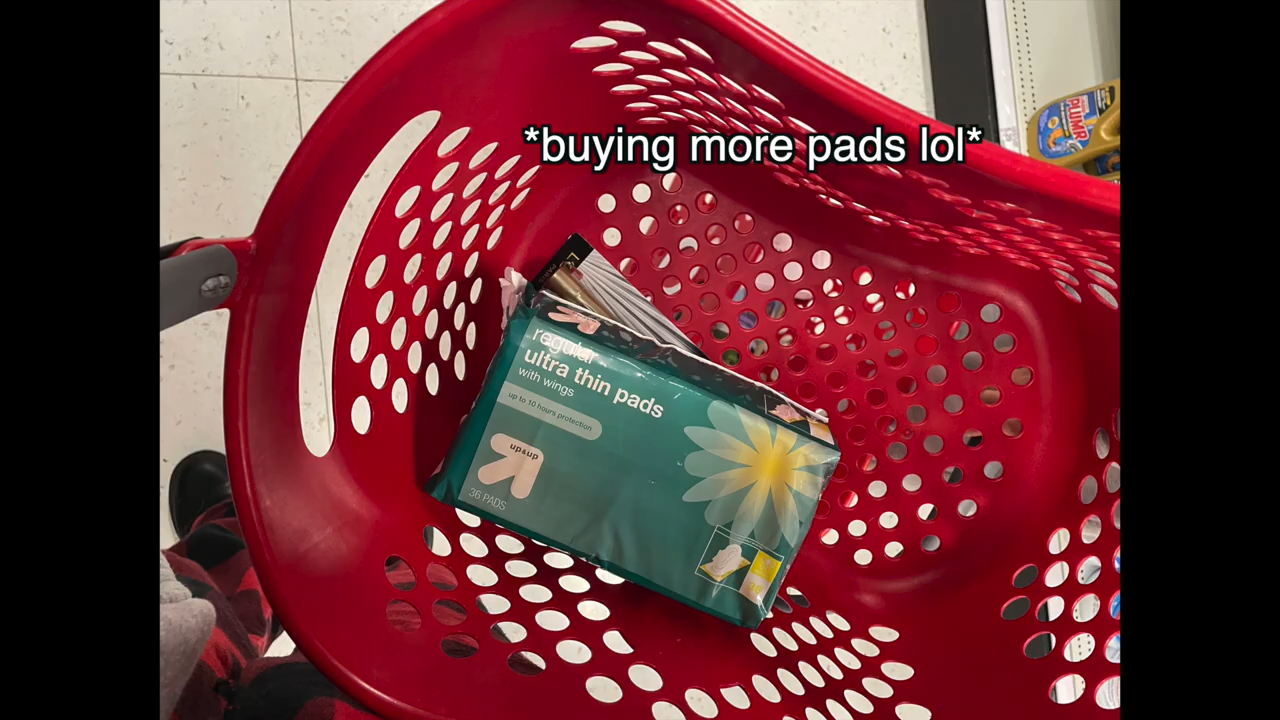 *buying more pads lol*
PLUMR
regular
ultra thin pads
with wings
up to 10 hours protection
up&up
36 PADS